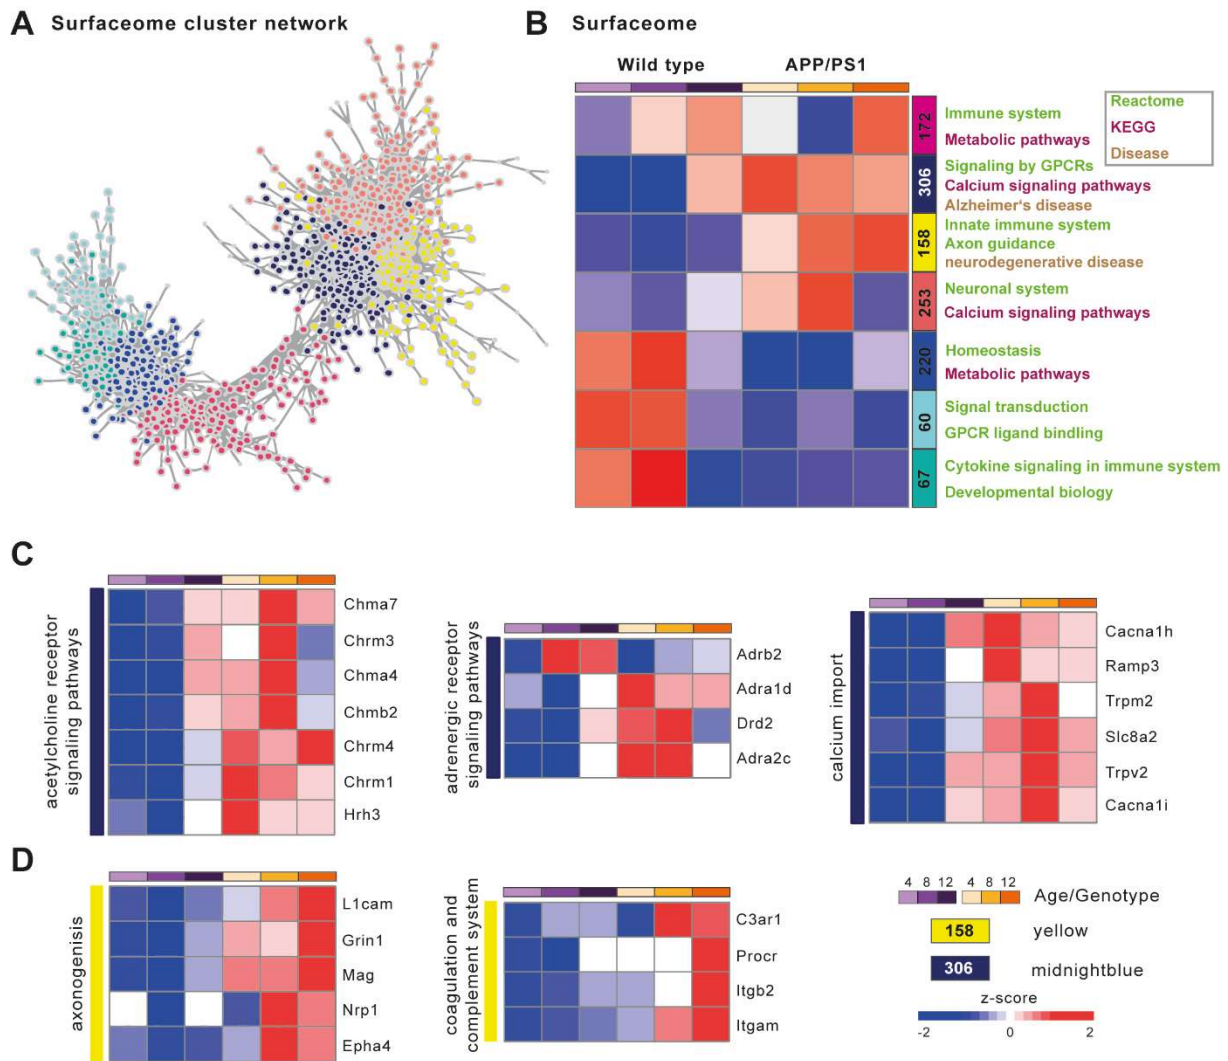 A Surfaceome cluster network
B Surfaceome
Wild type APP/PS1
172
Immune system
Metabolic pathways
Reactome
KEGG
Disease
306
Signaling by GPCRs
Calcium signaling pathways
Alzheimer's disease
158
Innate immune system
Axon guidance
neurodegenerative disease
253
Neuronal system
Calcium signaling pathways
220
Homeostasis
Metabolic pathways
60
Signal transduction
GPCR ligand bindling
67
Cytokine signaling in immune system
Developmental biology
C
acetylcholine receptor
signaling pathways
Chma7
Chrm3
Chma4
Chmb2
Chrm4
Chrm1
Hrh3
adrenergic receptor
signaling pathways
Adrb2
Adra1d
Drd2
Adra2c
calcium import
Cacna1h
Ramp3
Trpm2
Slc8a2
Trpv2
Cacna1i
D
axonogenisis
L1cam
Grin1
Mag
Nrp1
Epha4
coagulation and
complement system
C3ar1
Procr
Itgb2
Itgam
4 8 12 4 8 12
Age/Genotype
158 yellow
306 midnightblue
z-score
-2 0 2